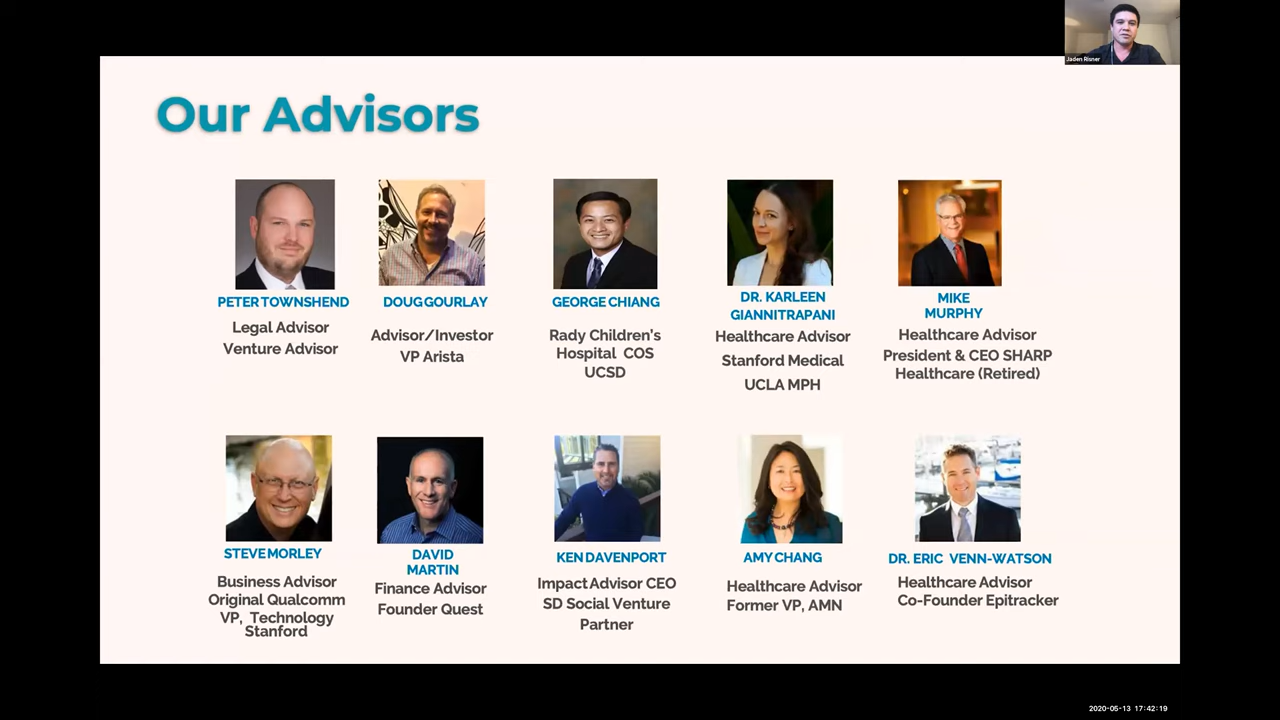 Jaden Risner
Our Advisors
PETER TOWNSHEND
Legal Advisor
Venture Advisor
DOUG GOURLAY
Advisor/Investor
VP Arista
GEORGE CHIANG
Rady Children's
Hospital COS
UCSD
DR. KARLEEN
GIANNITRAPANI
Healthcare Advisor
Stanford Medical
UCLA MPH
MIKE
MURPHY
Healthcare Advisor
President & CEO SHARP
Healthcare (Retired)
STEVE MORLEY
Business Advisor
Original Qualcomm
VP, Technology
Stanford
DAVID
MARTIN
Finance Advisor
Founder Quest
KEN DAVENPORT
Impact Advisor CEO
SD Social Venture
Partner
AMY CHANG
Healthcare Advisor
Former VP, AMN
DR. ERIC VENN-WATSON
Healthcare Advisor
Co-Founder Epitracker
2020-05-13 17:42:19